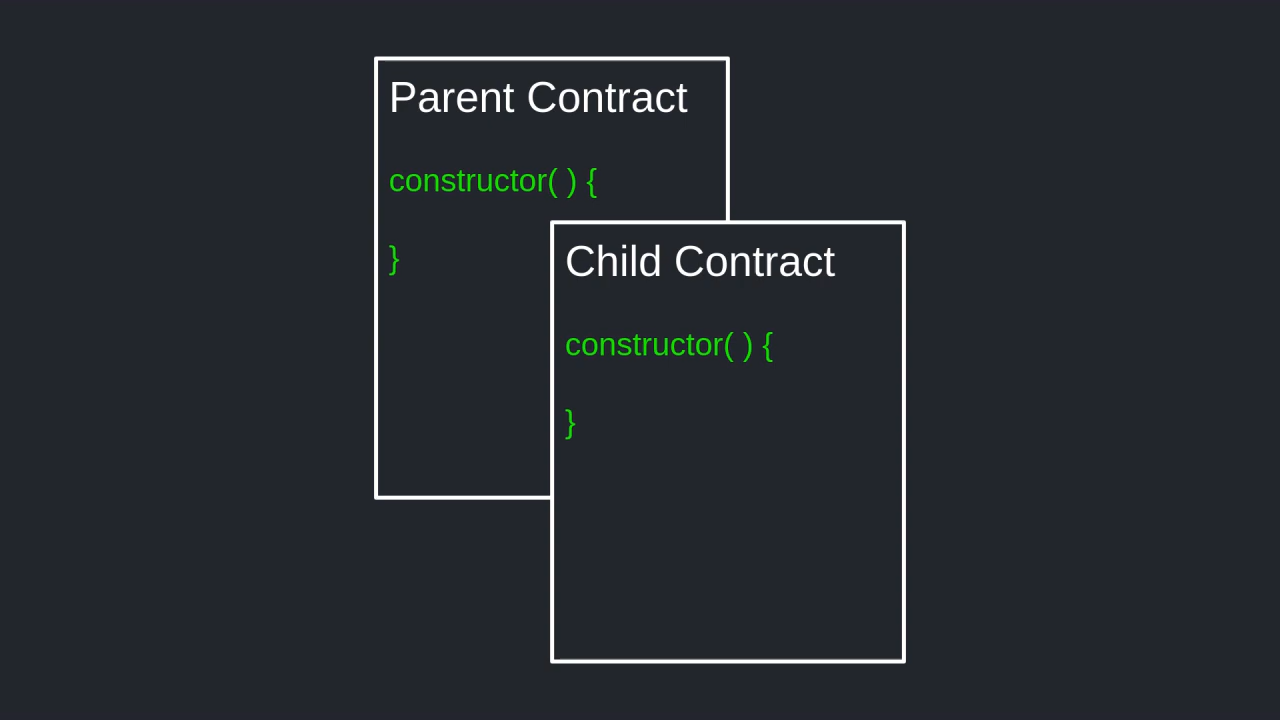 Parent Contract
constructor( ) {
}
Child Contract
constructor( ) {
}